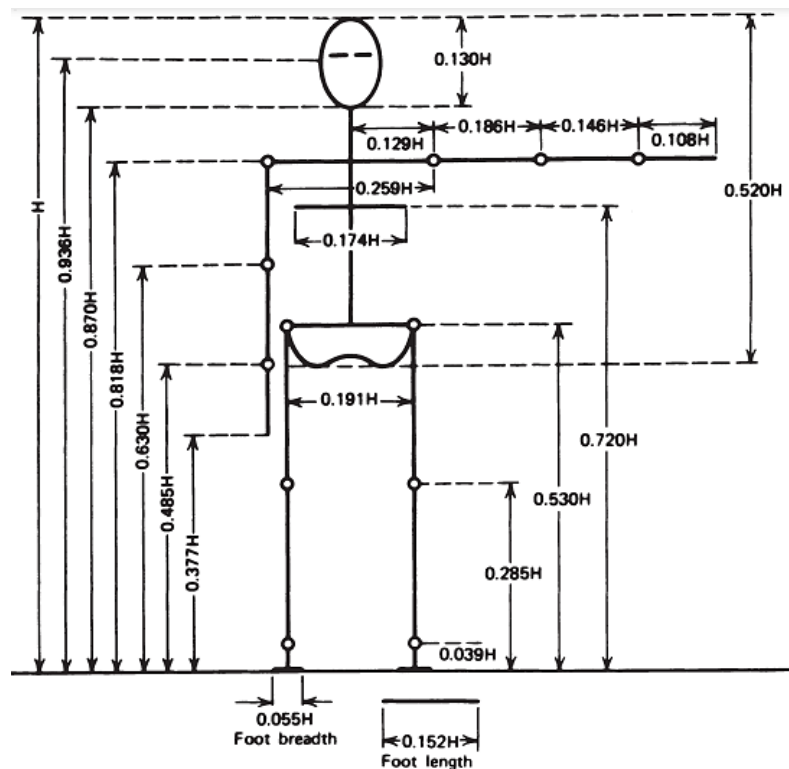 0.130H
0.129H
0.186H
0.146H
0.108H
0.259H
0.520H
0.174H
H
0.936H
0.870H
0.818H
0.630H
0.485H
0.377H
0.191H
0.720H
0.530H
0.285H
0.039H
0.055H
Foot breadth
0.152H
Foot length